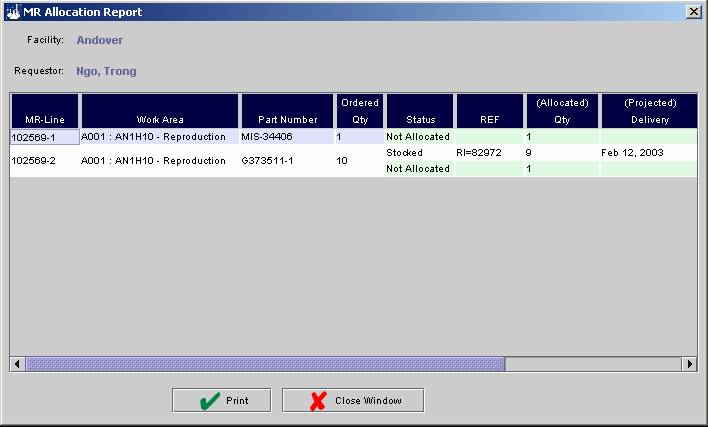 MR Allocation Report
Facility: Andover
Requestor: Ngo, Trong
MR-Line Work Area Part Number Ordered Qty Status REF (Allocated) Qty (Projected) Delivery
102569-1 A001 : AN1H10 - Reproduction MIS-34406 1 Not Allocated 1
102569-2 A001 : AN1H10 - Reproduction G373511-1 10 Stocked RI=82972 9 Feb 12, 2003
Not Allocated 1
Print Close Window